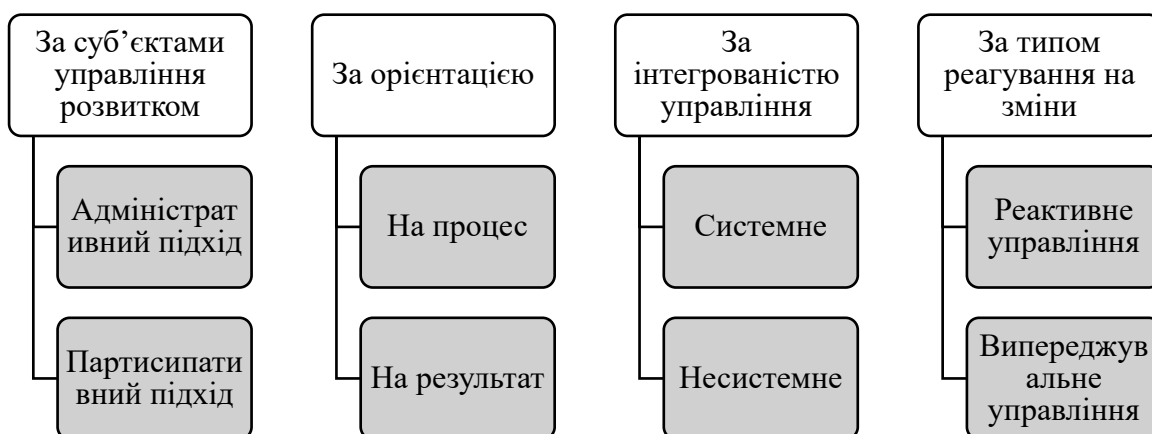 За суб’єктами
управління
розвитком
Адміністрат
ивний підхід
Партисипати
вний підхід
За орієнтацією
На процес
На результат
За
інтегрованістю
управління
Системне
Несистемне
За типом
реагування на
зміни
Реактивне
управління
Випереджув
альне
управління